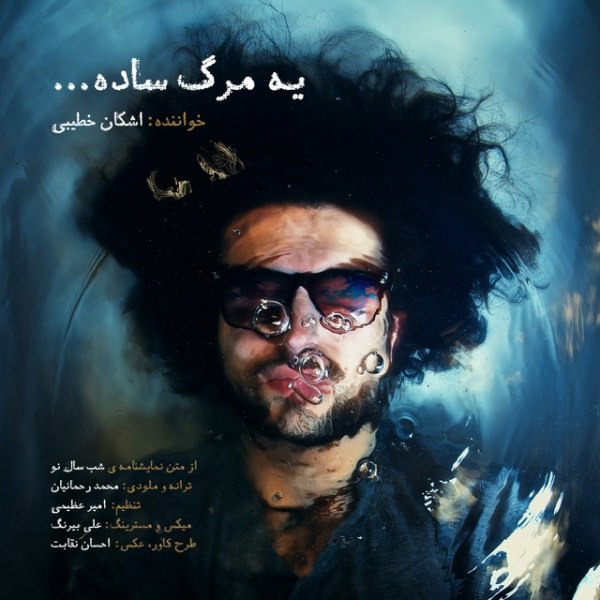 یه مرگ ساده...
خواننده: اشکان خطیبی
از متن نمایشنامه ی شب سال نو
ترانه و ملودی: محمد رحمانیان
تنظیم: امیر عظیمی
میکس و مسترینگ: علی بیرنگ
طرح کاور، عکس: احسان نقابت